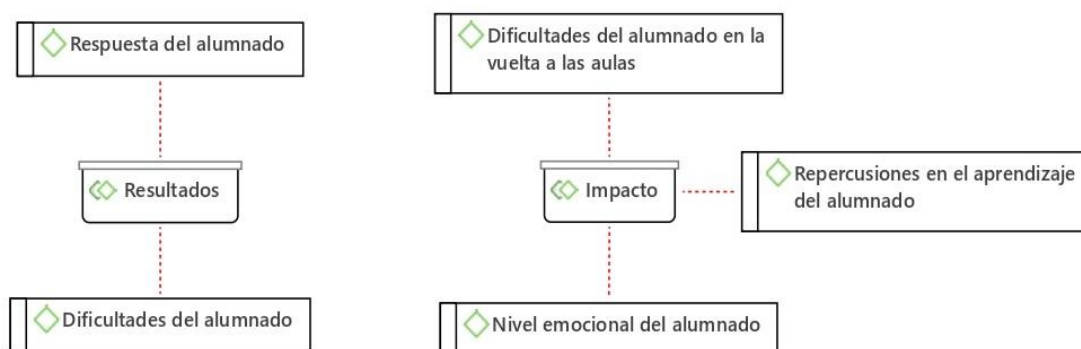 Respuesta del alumnado
Resultados
Dificultades del alumnado
Dificultades del alumnado en la
vuelta a las aulas
Impacto
Repercusiones en el aprendizaje
del alumnado
Nivel emocional del alumnado